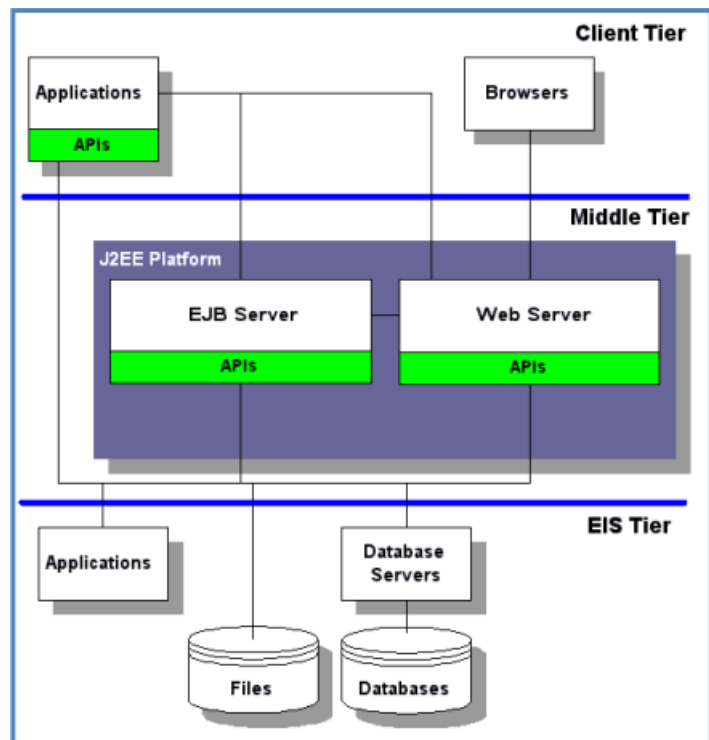 Client Tier
Applications
Browsers
APIs
Middle Tier
J2EE Platform
EJB Server
Web Server
APIs
APIs
EIS Tier
Applications
Database
Servers
Files
Databases